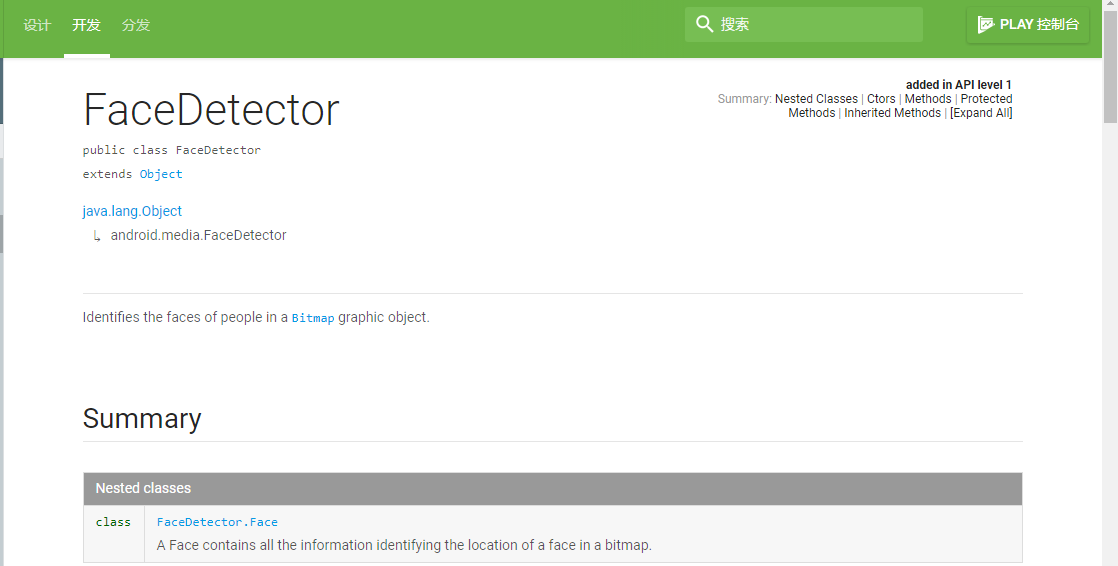 设计 开发 分发 搜索 PLAY 控制台
added in API level 1
Summary: Nested Classes | Ctors | Methods | Protected
Methods | Inherited Methods | [Expand All]
FaceDetector
public class FaceDetector
extends Object
java.lang.Object
↳ android.media.FaceDetector
Identifies the faces of people in a Bitmap graphic object.
Summary
Nested classes
class FaceDetector.Face
A Face contains all the information identifying the location of a face in a bitmap.